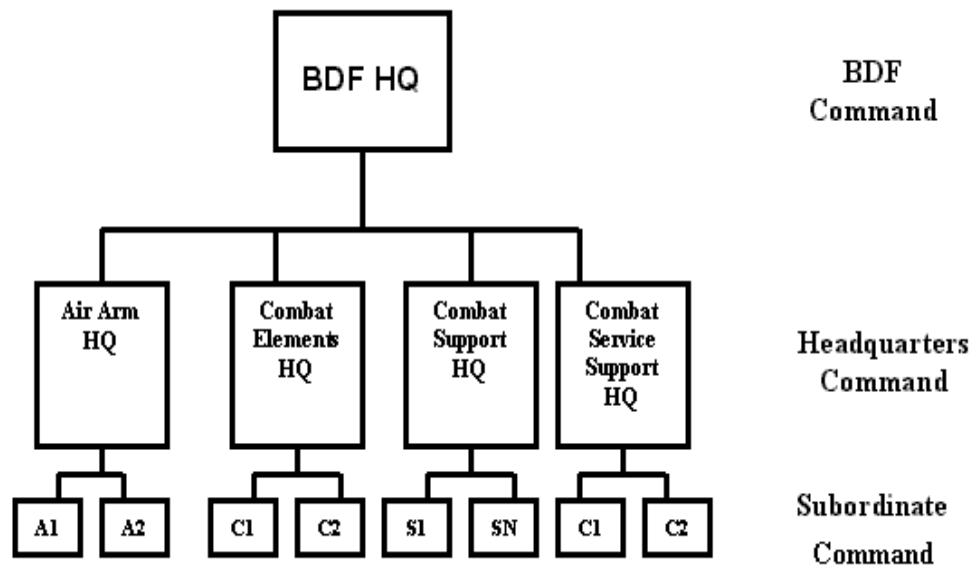 BDF HQ
BDF
Command
Air Arm
HQ
Combat
Elements
HQ
Combat
Support
HQ
Combat
Service
Support
HQ
Headquarters
Command
A1
A2
C1
C2
S1
SN
C1
C2
Subordinate
Command